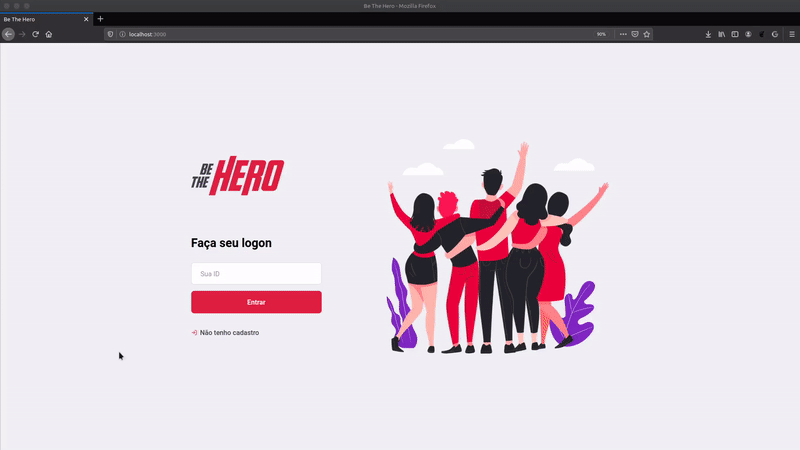 Be The Hero - Mozilla Firefox
Be The Hero
localhost:3000
90%
BE THE HERO
Faça seu logon
Sua ID
Entrar
Não tenho cadastro